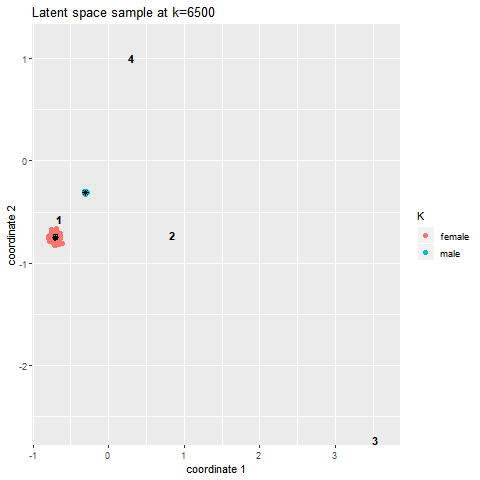 Latent space sample at k=6500
4
1
2
3
1
0
-1
-2
-1
0
1
2
3
coordinate 1
coordinate 2
K
female
male